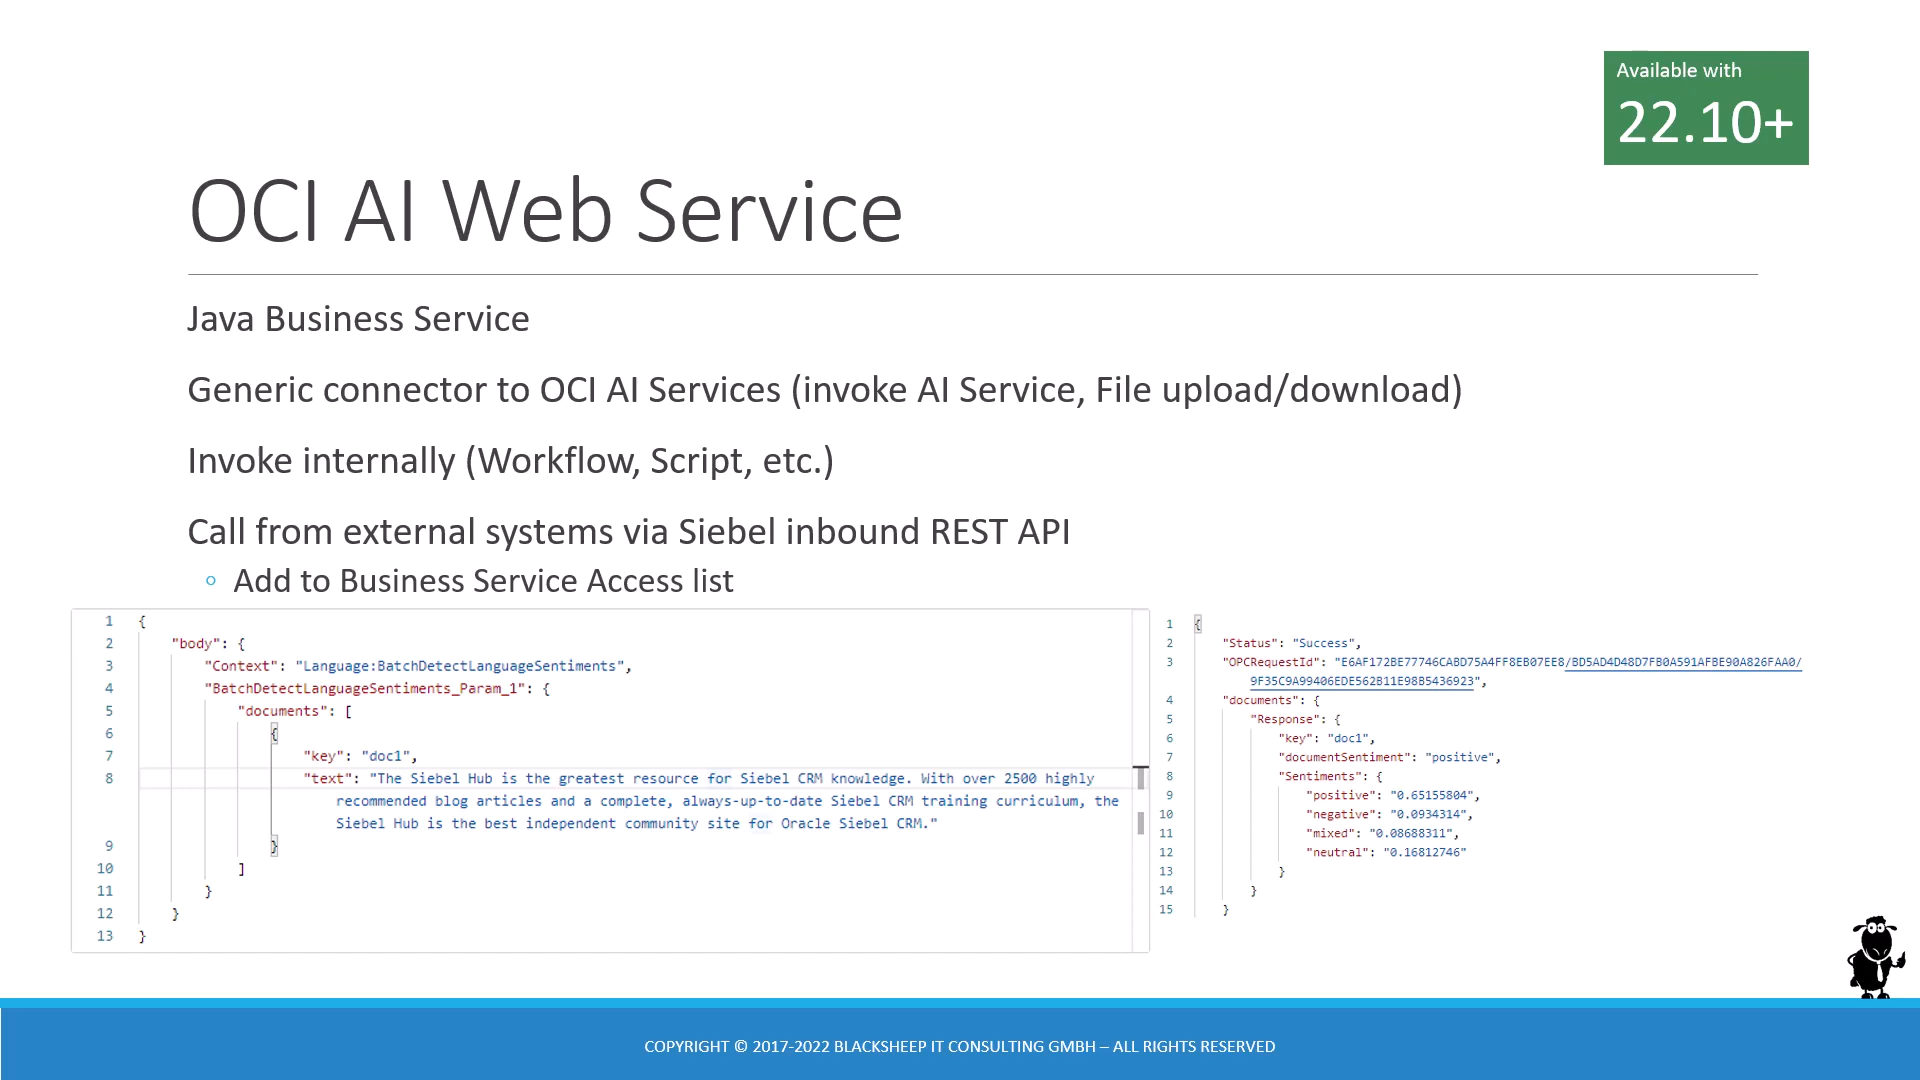 Available with
22.10+
OCI AI Web Service
Java Business Service
Generic connector to OCI AI Services (invoke AI Service, File upload/download)
Invoke internally (Workflow, Script, etc.)
Call from external systems via Siebel inbound REST API
◦ Add to Business Service Access list
1 {
2 "body": {
3 "Context": "Language:BatchDetectLanguageSentiments",
4 "BatchDetectLanguageSentiments_Param_1": {
5 "documents": [
6 {
7 "key": "doc1",
8 "text": "The Siebel Hub is the greatest resource for Siebel CRM knowledge. With over 2500 highly
recommended blog articles and a complete, always-up-to-date Siebel CRM training curriculum, the
Siebel Hub is the best independent community site for Oracle Siebel CRM."
9 }
10 ]
11 }
12 }
13 }
1 {
2 "Status": "Success",
3 "OPCRequestId": "E6AF172BE77746CABD75A4FF8EB07EE8/BD5AD4D48D7FB0A591AFBE90A826FAA0/
9F35C9A99406EDE562B11E98B5436923",
4 "documents": {
5 "Response": {
6 "key": "doc1",
7 "documentSentiment": "positive",
8 "Sentiments": {
9 "positive": "0.65155804",
10 "negative": "0.0934314",
11 "mixed": "0.08688311",
12 "neutral": "0.16812746"
13 }
14 }
15 }
COPYRIGHT © 2017-2022 BLACKSHEEP IT CONSULTING GMBH – ALL RIGHTS RESERVED